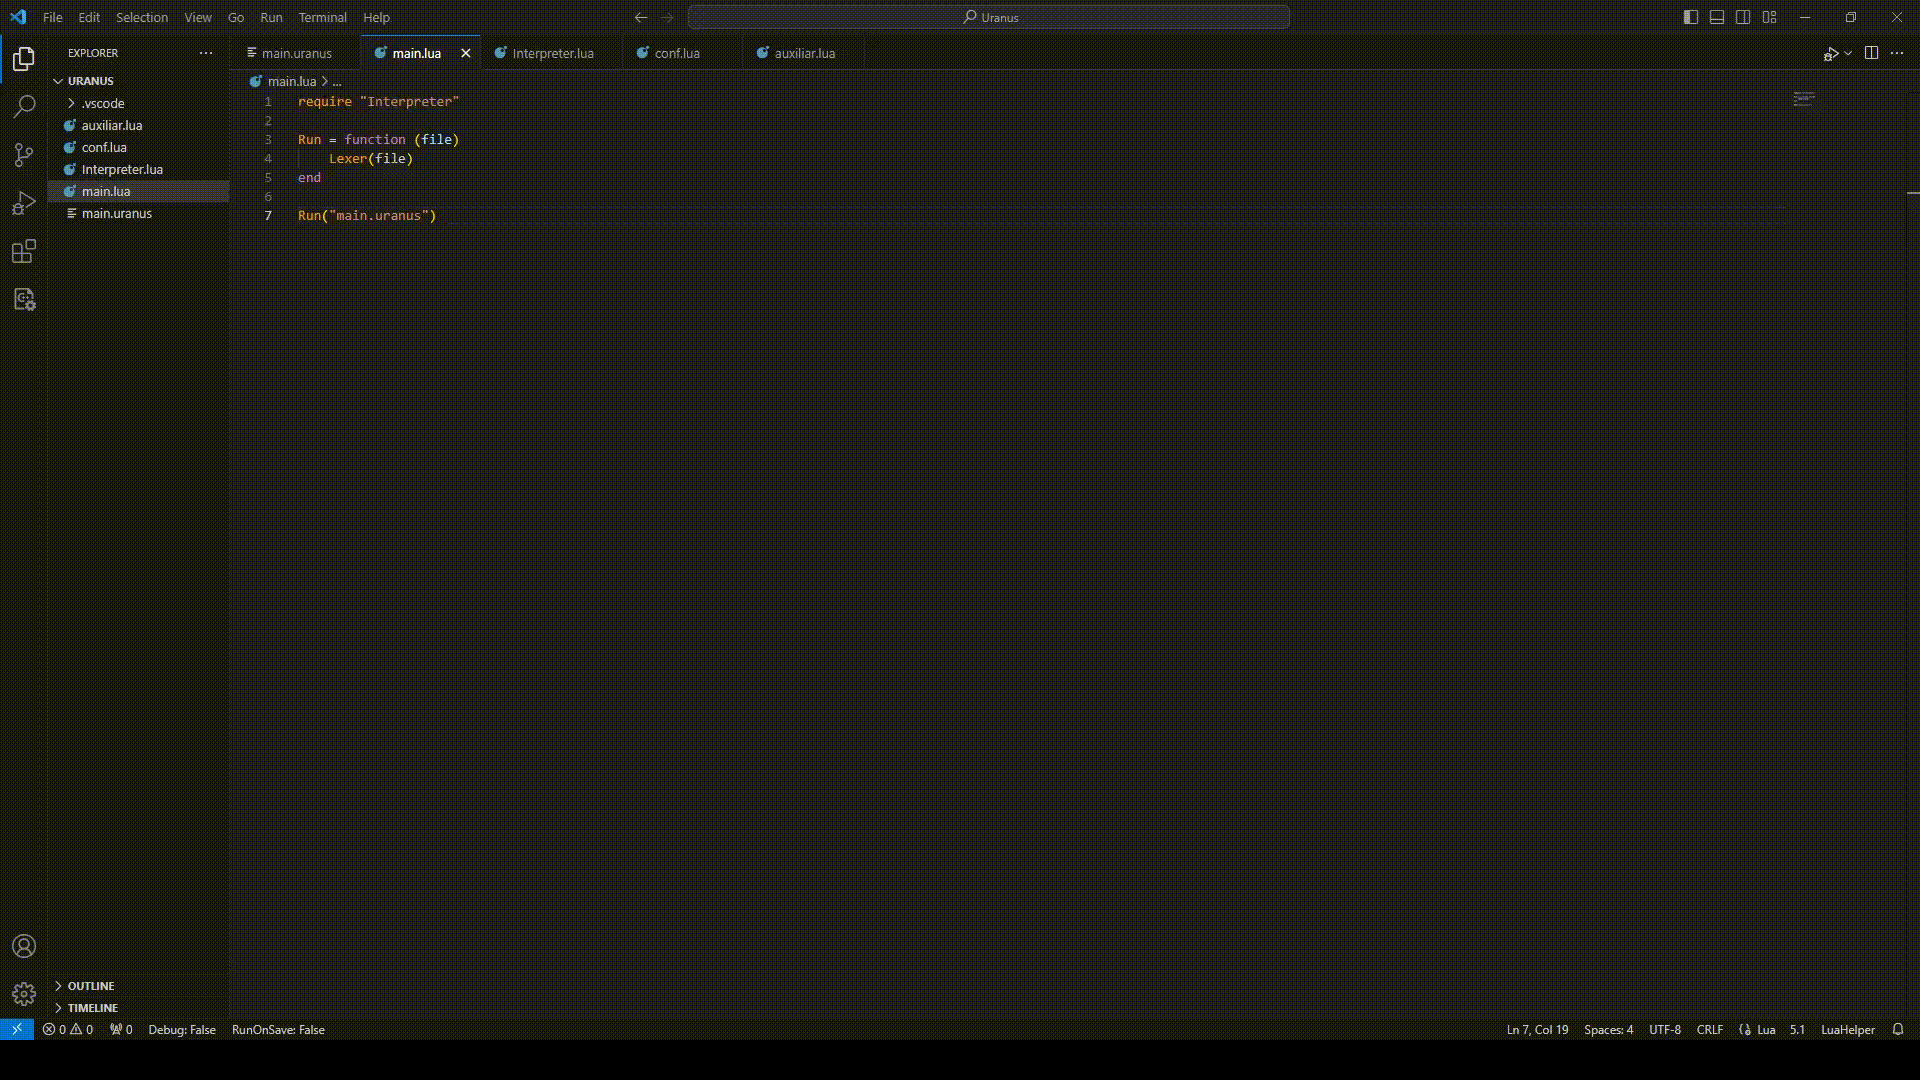 File Edit Selection View Go Run Terminal Help
Uranus
EXPLORER
URANUS
.vscode
auxiliar.lua
conf.lua
Interpreter.lua
main.lua
main.uranus
OUTLINE
TIMELINE
main.uranus main.lua Interpreter.lua conf.lua auxiliar.lua
main.lua > ...
1 require "Interpreter"
2
3 Run = function (file)
4     Lexer(file)
5 end
6
7 Run("main.uranus")
0 0 0 Debug: False RunOnSave: False
Ln 7, Col 19 Spaces: 4 UTF-8 CRLF Lua 5.1 LuaHelper